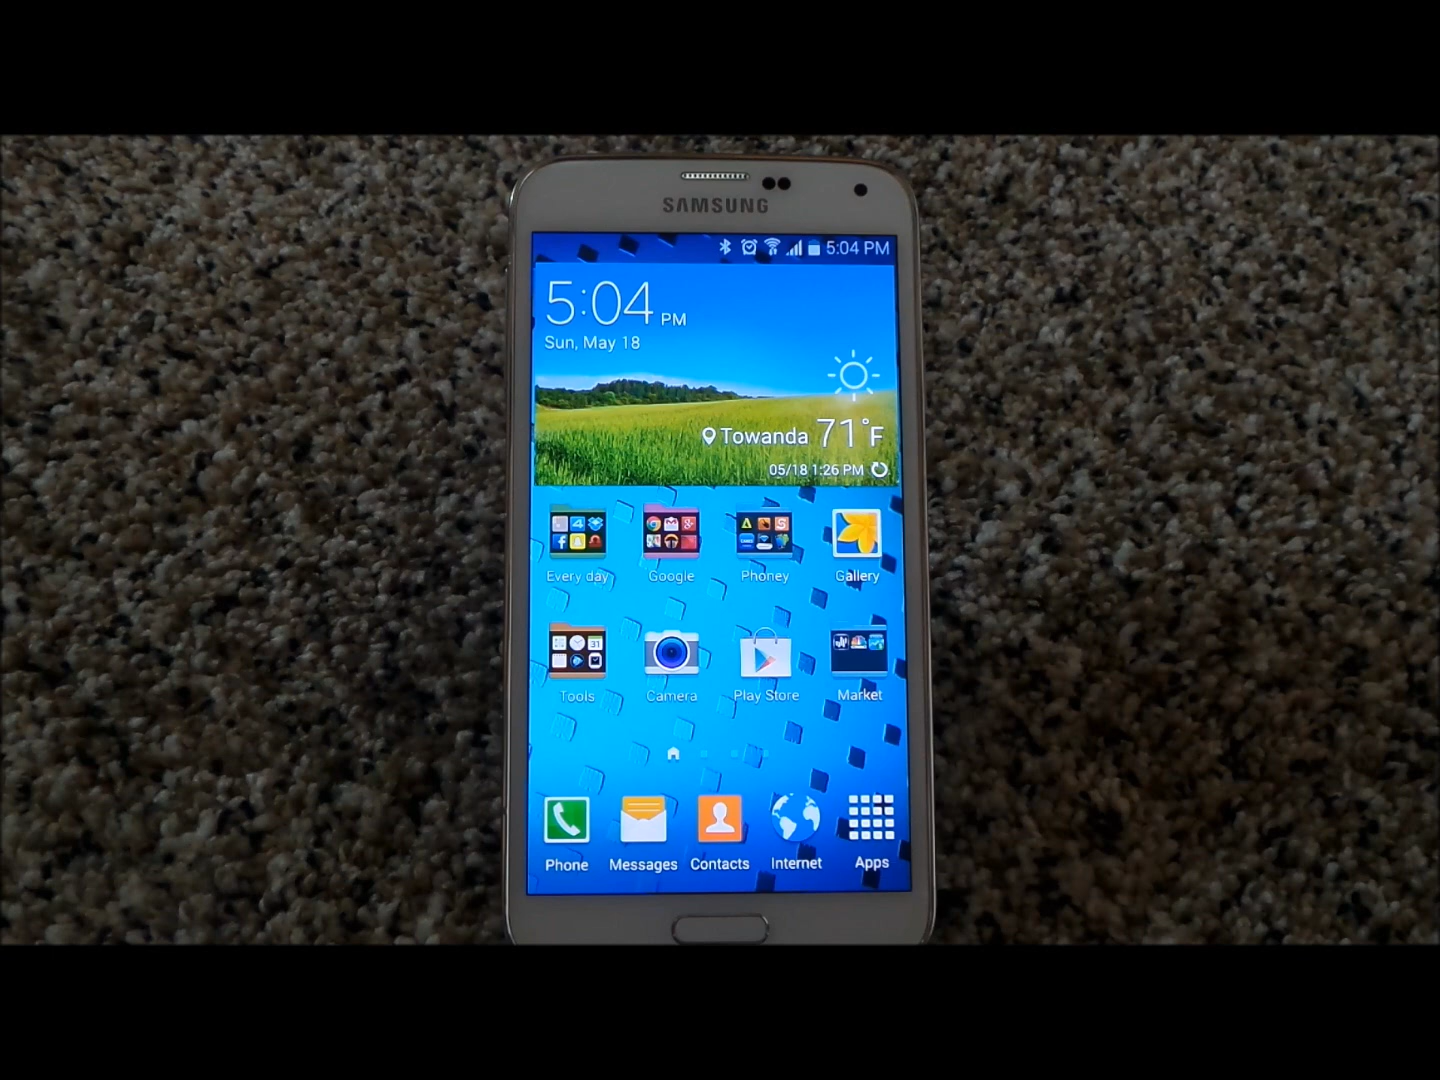 SAMSUNG
5:04 PM
5:04 PM
Sun, May 18
Towanda 71°F
05/18 1:26 PM
Every day
Google
Phoney
Gallery
31
Tools
Camera
Play Store
Market
Phone
Messages
Contacts
Internet
Apps